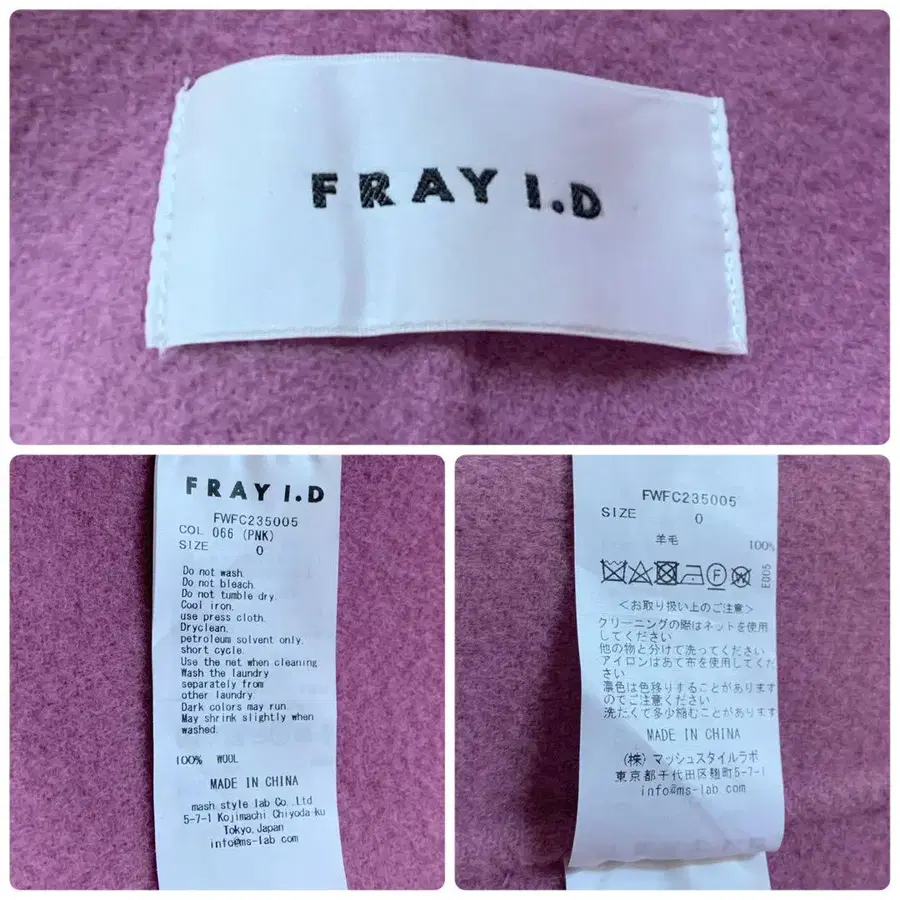 FRAY I.D
FRAY I.D
FWFC235005
COL 066 (PNK)
SIZE 0
Do not wash.
Do not bleach.
Do not tumble dry.
Cool iron.
use press cloth.
Dryclean.
petroleum solvent only.
short cycle.
Use the net when cleaning
Wash the laundry
separately from
other laundry.
Dark colors may run.
May shrink slightly when
washed.
100% WOOL
MADE IN CHINA
mash style lab Co.,Ltd
5-7-1 Kojimachi Chiyoda-ku
Tokyo,Japan
info@ms-lab.com
FWFC235005
SIZE 0
羊毛 100%
F W
E005
<お取り扱い上のご注意>
クリーニングの際はネットを使用
してください
他の物と分けて洗ってください
アイロンはあて布を使用してくだ
さい
濃色は色移りすることがあります
のでご注意ください
洗たくで多少縮むことがあります
MADE IN CHINA
(株) マッシュスタイルラボ
東京都千代田区麹町5-7-1
info@ms-lab.com